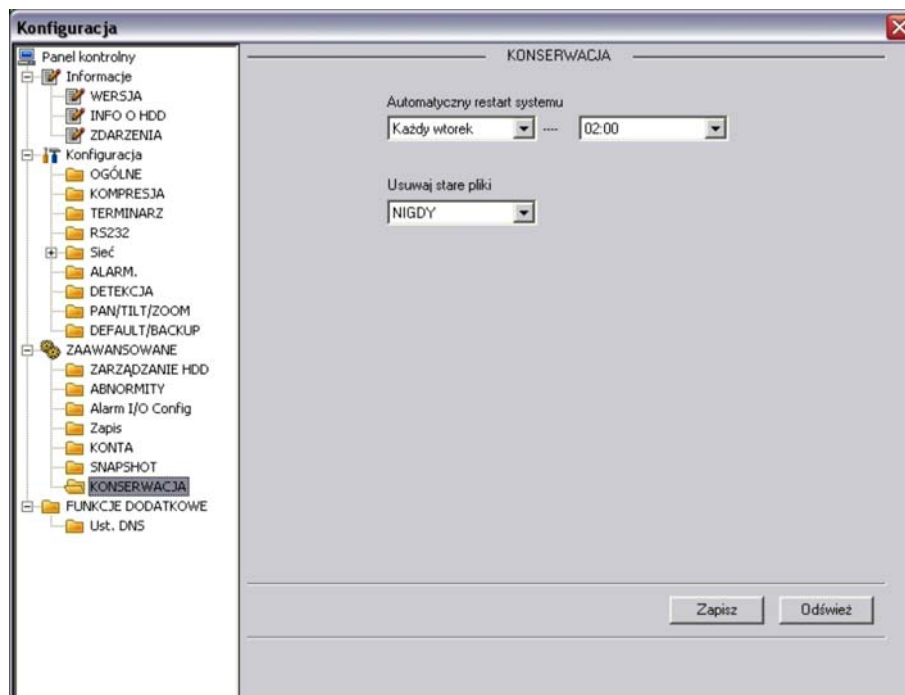 Konfiguracja
Panel kontrolny
Informacje
WERSJA
INFO O HDD
ZDARZENIA
Konfiguracja
OGÓLNE
KOMPRESJA
TERMINARZ
RS232
Sieć
ALARM.
DETEKCJA
PAN/TILT/ZOOM
DEFAULT/BACKUP
ZAAWANSOWANE
ZARZĄDZANIE HDD
ABNORMITY
Alarm I/O Config
Zapis
KONTA
SNAPSHOT
KONSERWACJA
FUNKCJE DODATKOWE
Ust. DNS
KONSERWACJA
Automatyczny restart systemu
Każdy wtorek ---- 02:00
Usuwaj stare pliki
NIGDY
Zapisz Odśwież